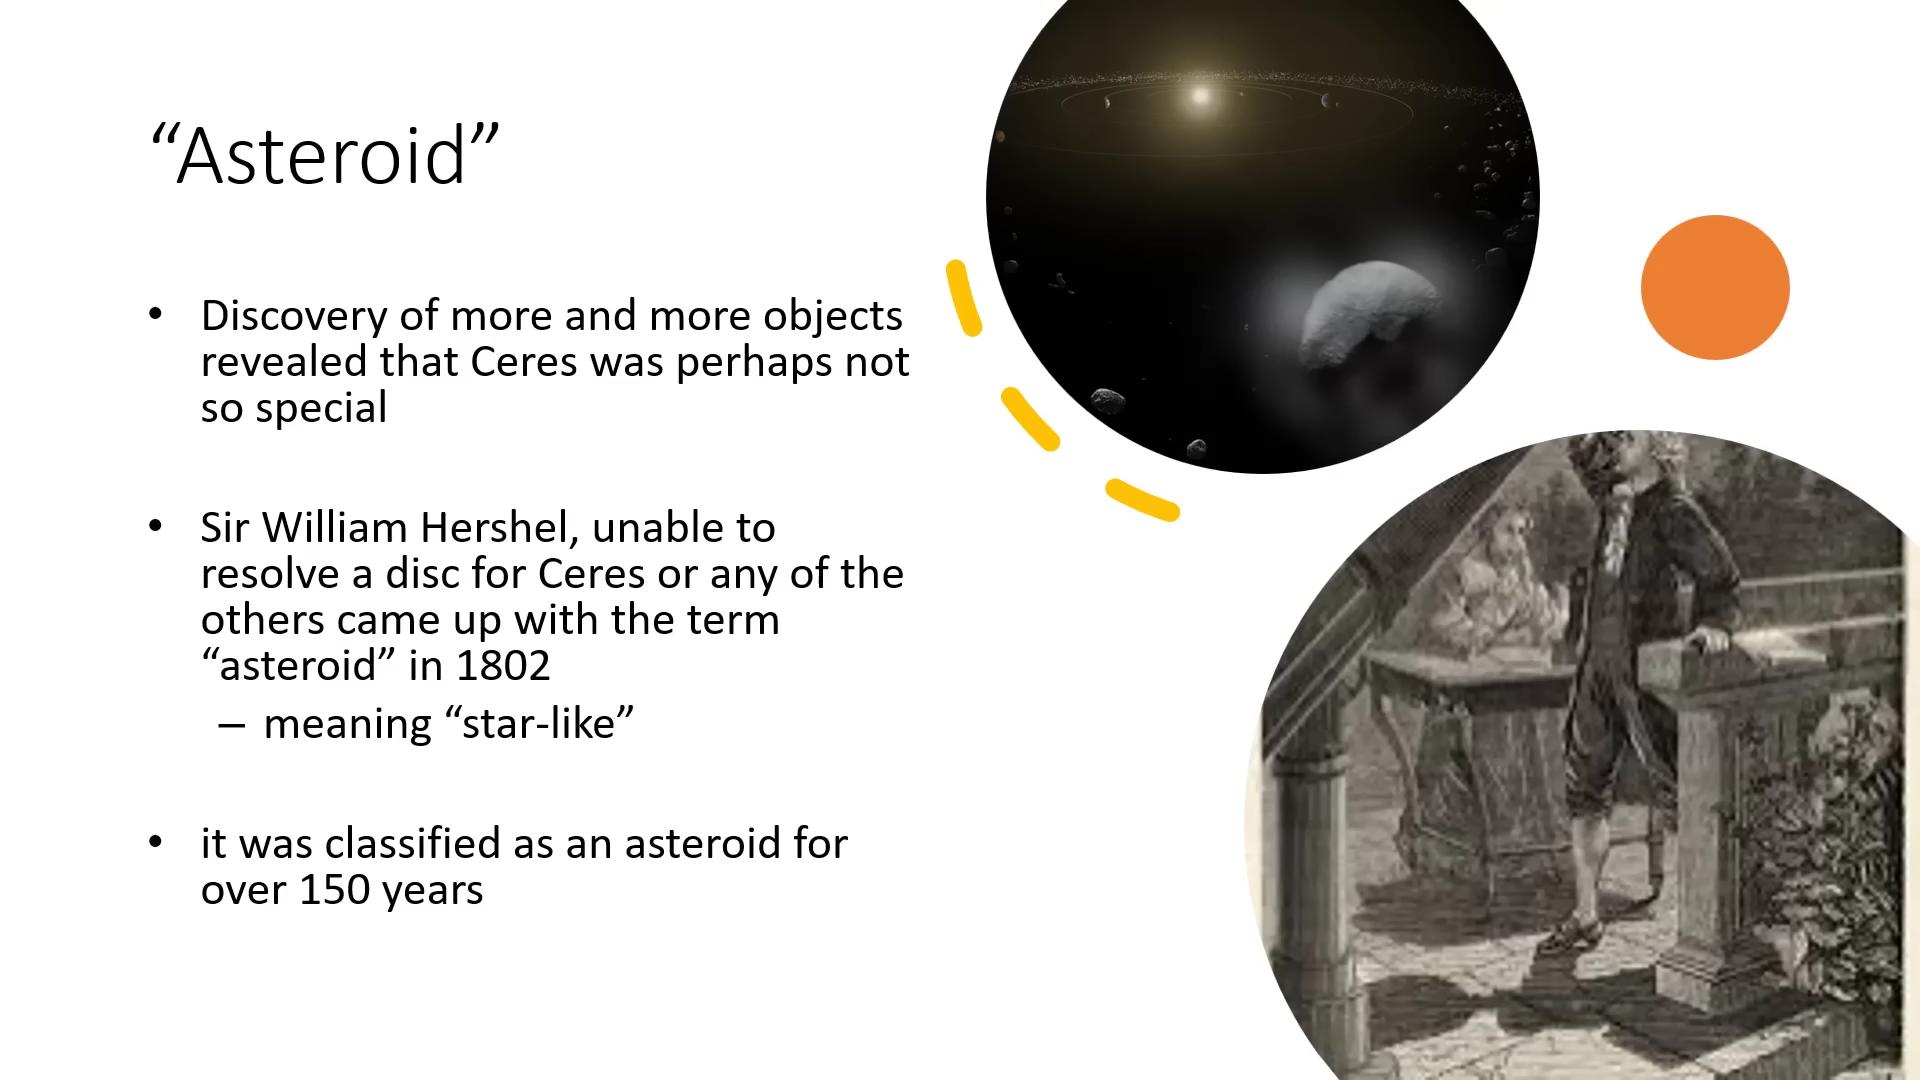 “Asteroid”
• Discovery of more and more objects
revealed that Ceres was perhaps not
so special
• Sir William Hershel, unable to
resolve a disc for Ceres or any of the
others came up with the term
“asteroid” in 1802
– meaning “star-like”
• it was classified as an asteroid for
over 150 years